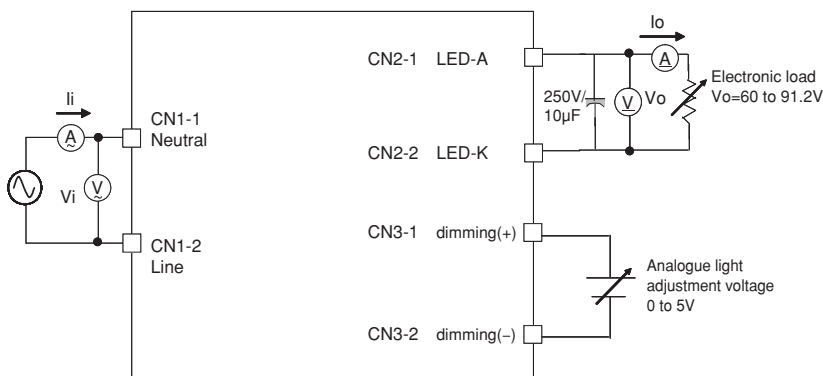 Ii
A
~
V
~
Vi
CN1-1
Neutral
CN1-2
Line
CN2-1 LED-A
CN2-2 LED-K
CN3-1 dimming(+)
CN3-2 dimming(−)
Io
A
250V/
10µF
V
Vo
Electronic load
Vo=60 to 91.2V
Analogue light
adjustment voltage
0 to 5V